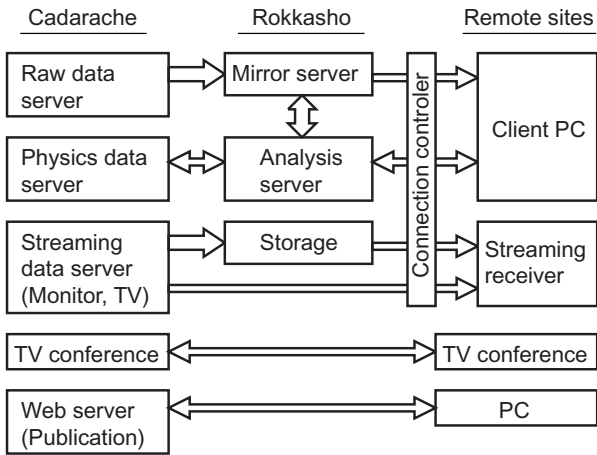 Cadarache
Rokkasho
Remote sites
Raw data
server
Mirror server
Connection controler
Client PC
Physics data
server
Analysis
server
Streaming
data server
(Monitor, TV)
Storage
Streaming
receiver
TV conference
TV conference
Web server
(Publication)
PC